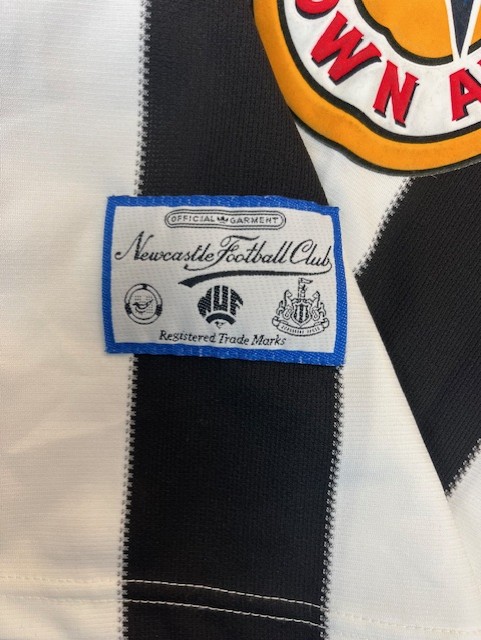 OWN A
OFFICIAL GARMENT
Newcastle Football Club
NUF
Registered Trade Marks